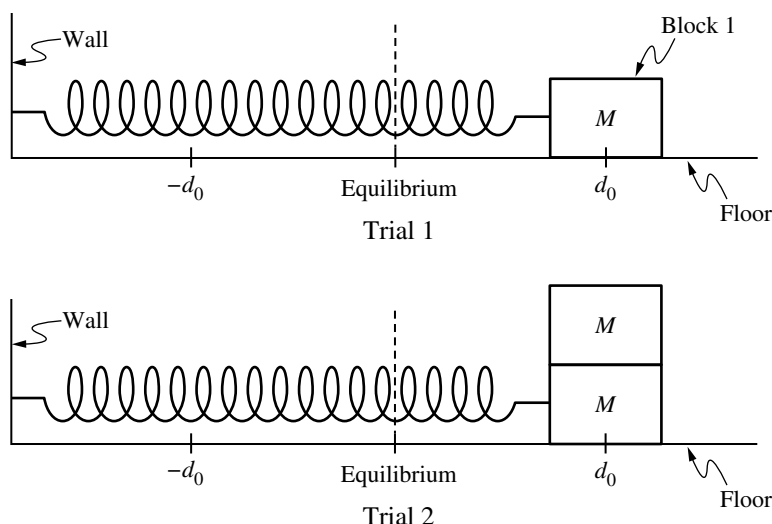 Wall
Block 1
M
−d₀
Equilibrium
d₀
Floor
Trial 1
Wall
M
M
−d₀
Equilibrium
d₀
Floor
Trial 2